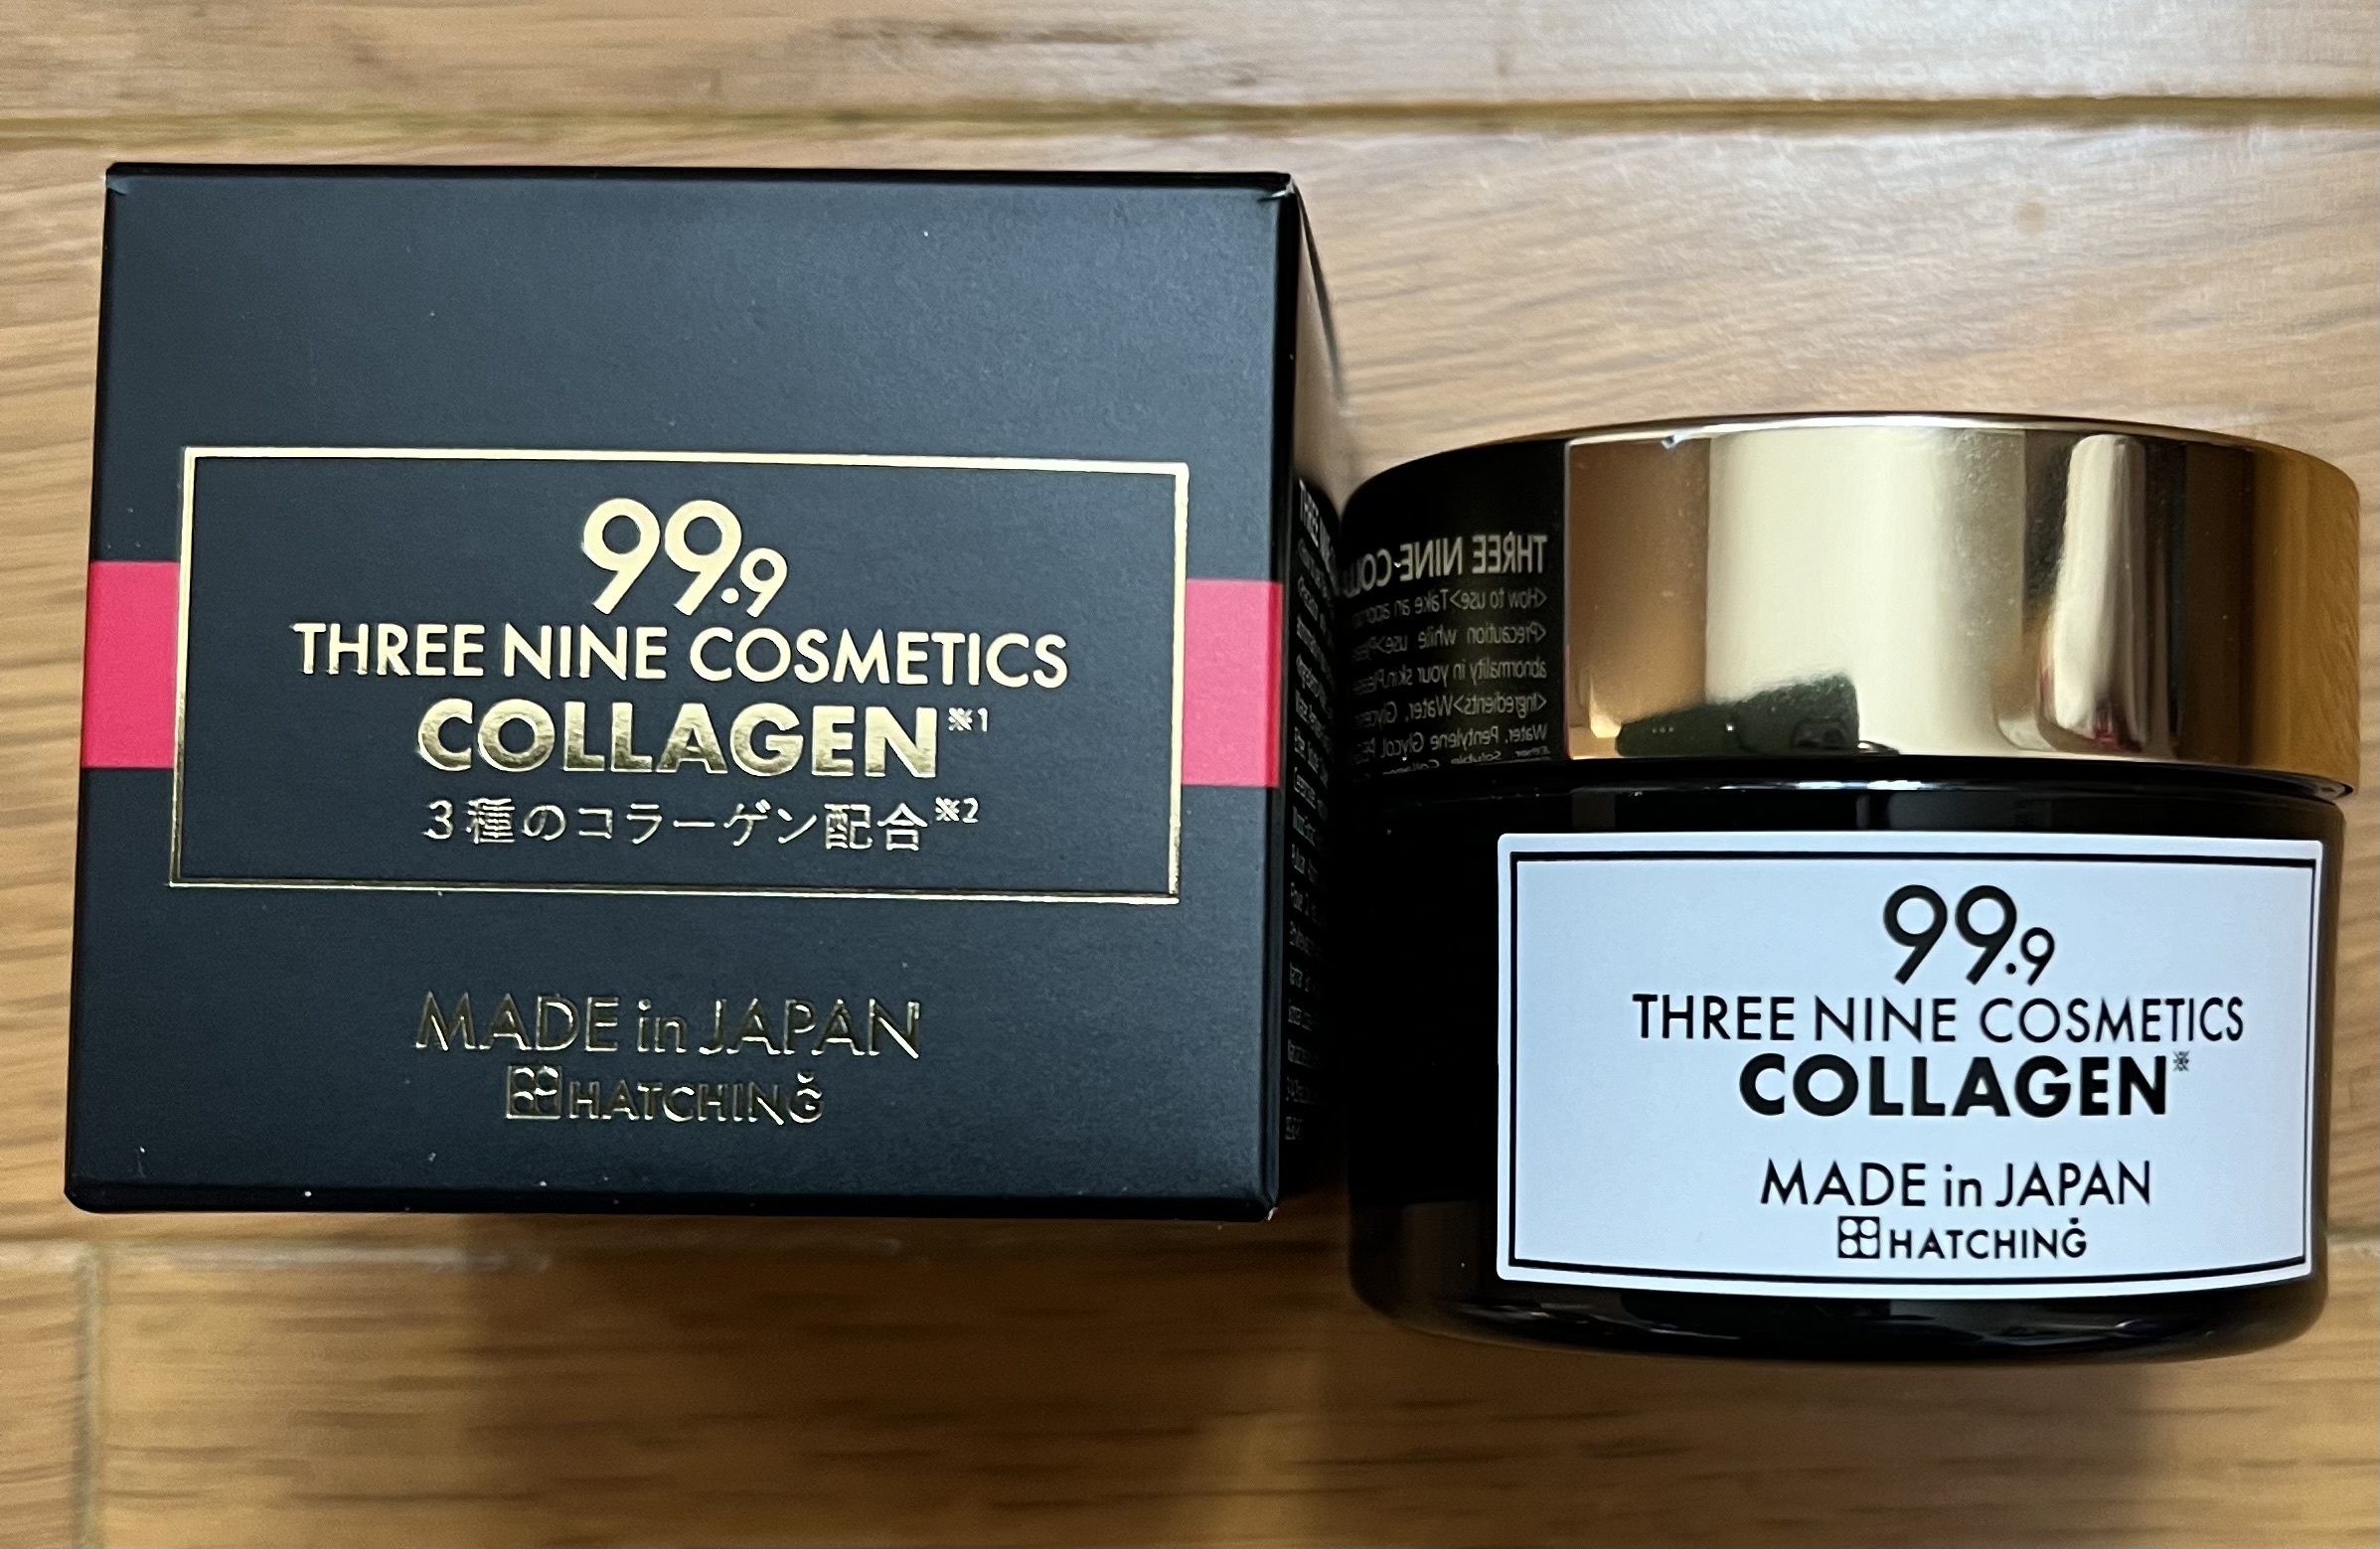 99.9
THREE NINE COSMETICS
COLLAGEN※1
3種のコラーゲン配合※2
MADE in JAPAN
HATCHING
THREE NINE COLL
<How to use>Take an
<Precaution while use>
abnormality in your skin.
<Ingredients>Water,
Water, Pentylene Glycol,
99.9
THREE NINE COSMETICS
COLLAGEN※
MADE in JAPAN
HATCHING